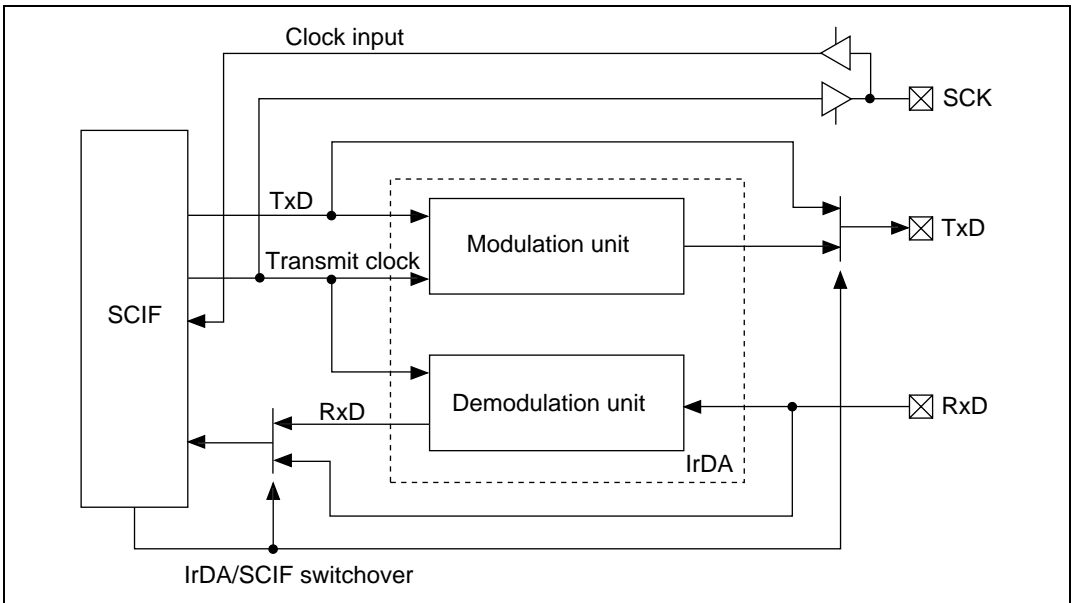 Clock input
SCK
TxD
Modulation unit
TxD
Transmit clock
SCIF
RxD
Demodulation unit
RxD
IrDA
IrDA/SCIF switchover